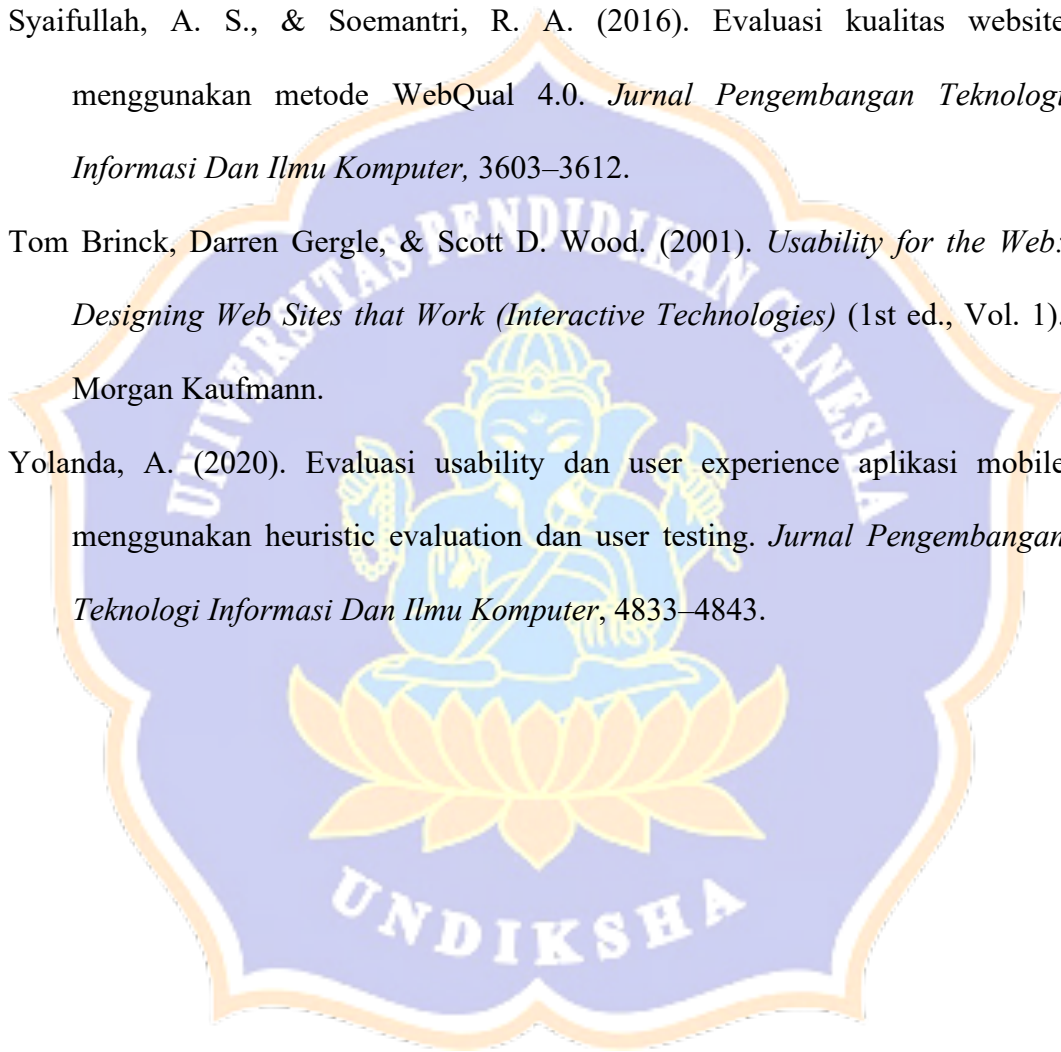 Syaifullah, A. S., & Soemantri, R. A. (2016). Evaluasi kualitas website
menggunakan metode WebQual 4.0. Jurnal Pengembangan Teknologi
Informasi Dan Ilmu Komputer, 3603–3612.
UNIVERSITAS PENDIDIKAN GANESHA
Tom Brinck, Darren Gergle, & Scott D. Wood. (2001). Usability for the Web:
Designing Web Sites that Work (Interactive Technologies) (1st ed., Vol. 1).
Morgan Kaufmann.
Yolanda, A. (2020). Evaluasi usability dan user experience aplikasi mobile
menggunakan heuristic evaluation dan user testing. Jurnal Pengembangan
Teknologi Informasi Dan Ilmu Komputer, 4833–4843.
UNDIKSHA